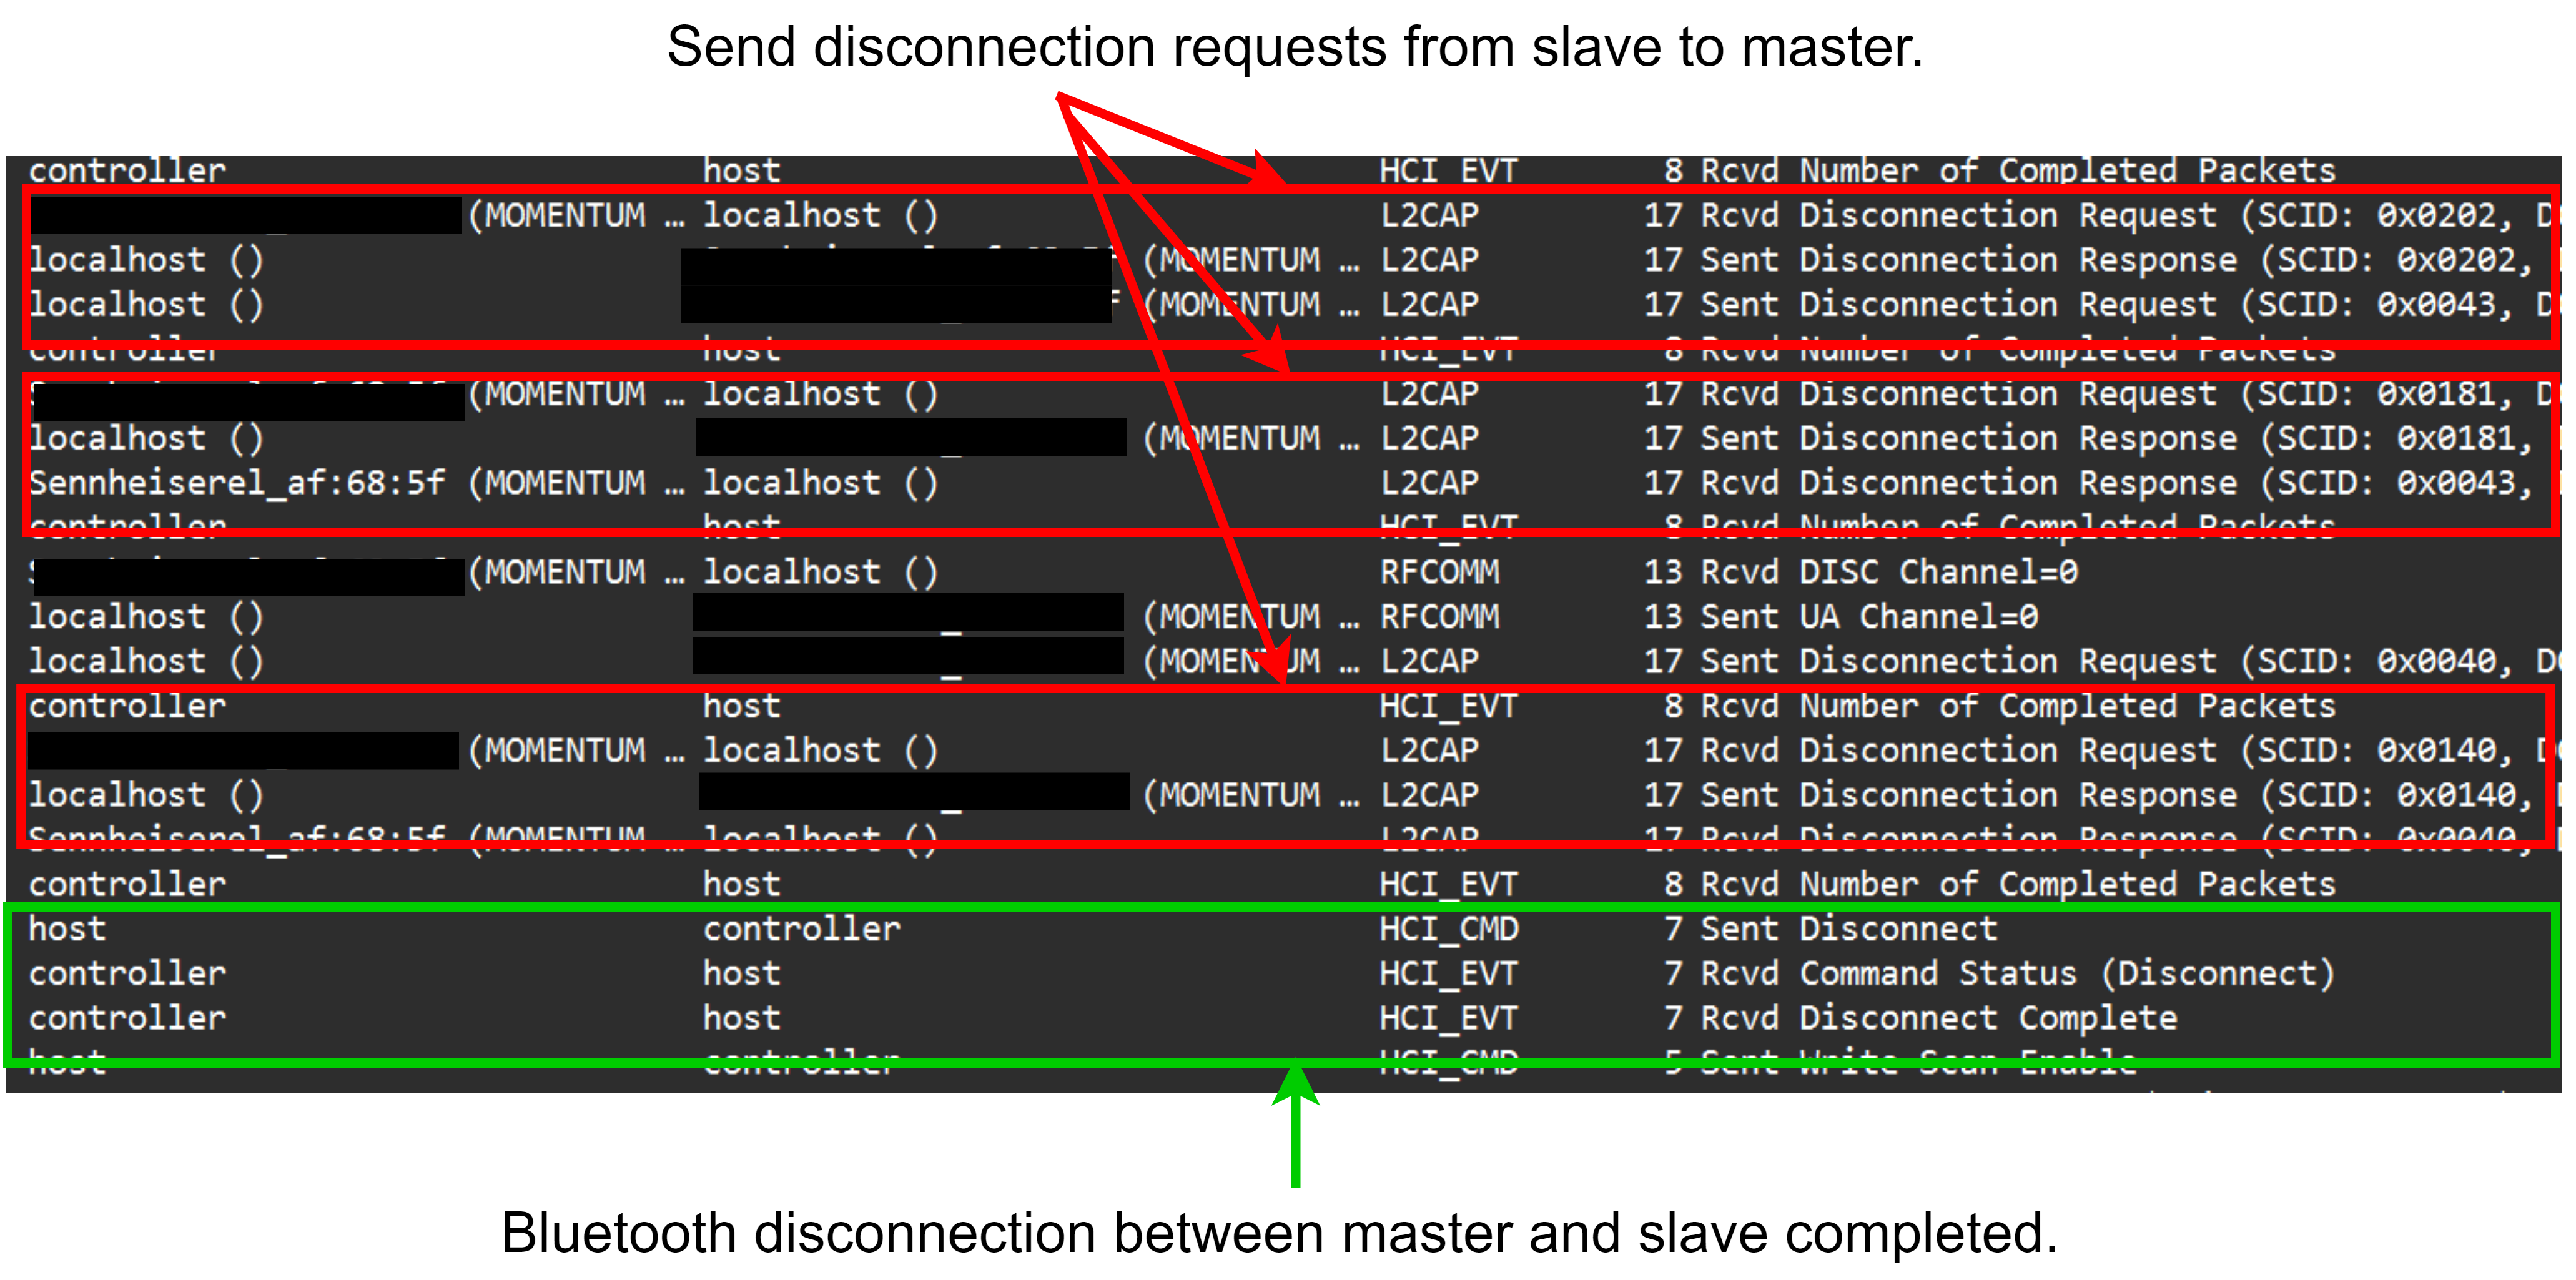 Send disconnection requests from slave to master.
controller host HCI_EVT 8 Rcvd Number of Completed Packets
(MOMENTUM … localhost () L2CAP 17 Rcvd Disconnection Request (SCID: 0x0202,
localhost () (MOMENTUM … L2CAP 17 Sent Disconnection Response (SCID: 0x0202,
localhost () (MOMENTUM … L2CAP 17 Sent Disconnection Request (SCID: 0x0043,
controller host HCI_EVT 8 Rcvd Number of Completed Packets
(MOMENTUM … localhost () L2CAP 17 Rcvd Disconnection Request (SCID: 0x0181,
localhost () (MOMENTUM … L2CAP 17 Sent Disconnection Response (SCID: 0x0181,
Sennheiserel_af:68:5f (MOMENTUM … localhost () L2CAP 17 Rcvd Disconnection Response (SCID: 0x0043,
controller host HCI_EVT 8 Rcvd Number of Completed Packets
(MOMENTUM … localhost () RFCOMM 13 Rcvd DISC Channel=0
localhost () (MOMENTUM … RFCOMM 13 Sent UA Channel=0
localhost () (MOMENTUM … L2CAP 17 Sent Disconnection Request (SCID: 0x0040,
controller host HCI_EVT 8 Rcvd Number of Completed Packets
(MOMENTUM … localhost () L2CAP 17 Rcvd Disconnection Request (SCID: 0x0140,
localhost () (MOMENTUM … L2CAP 17 Sent Disconnection Response (SCID: 0x0140,
Sennheiserel_af:68:5f (MOMENTUM … localhost () L2CAP 17 Rcvd Disconnection Response (SCID: 0x0040,
controller host HCI_EVT 8 Rcvd Number of Completed Packets
host controller HCI_CMD 7 Sent Disconnect
controller host HCI_EVT 7 Rcvd Command Status (Disconnect)
controller host HCI_EVT 7 Rcvd Disconnect Complete
host controller HCI_CMD 5 Sent Write Scan Enable
Bluetooth disconnection between master and slave completed.